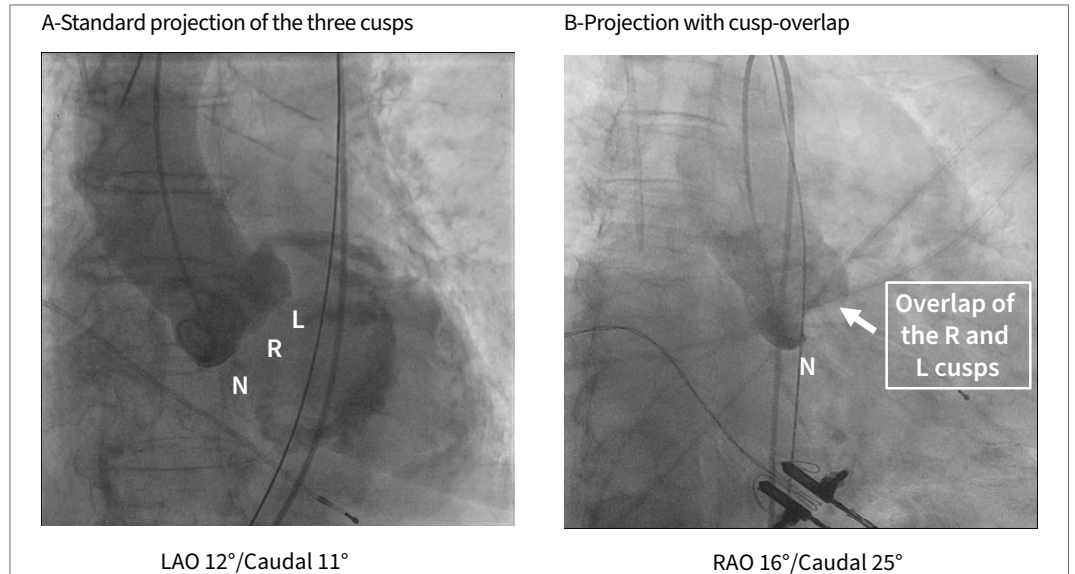 A-Standard projection of the three cusps
B-Projection with cusp-overlap
L
R
N
Overlap of
the R and
L cusps
N
LAO 12°/Caudal 11°
RAO 16°/Caudal 25°